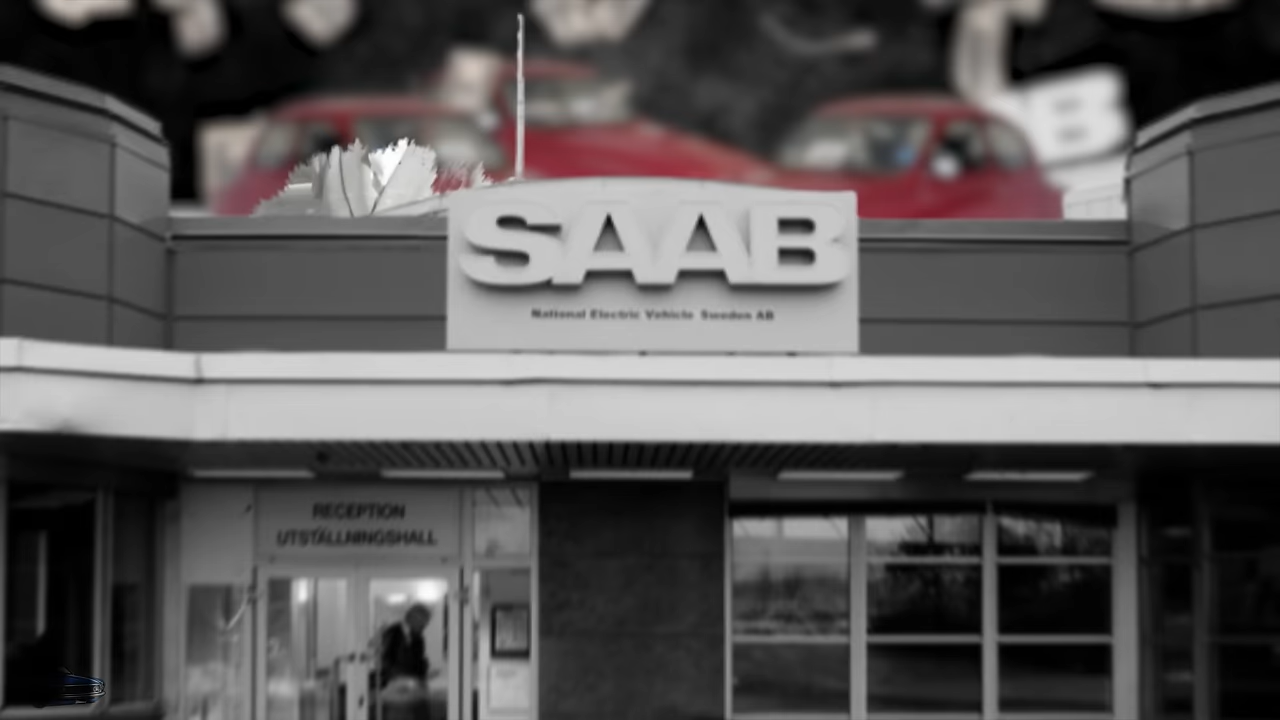 SAAB
National Electric Vehicle Sweden AB
RECEPTION
UTSTÄLLNINGSHALL